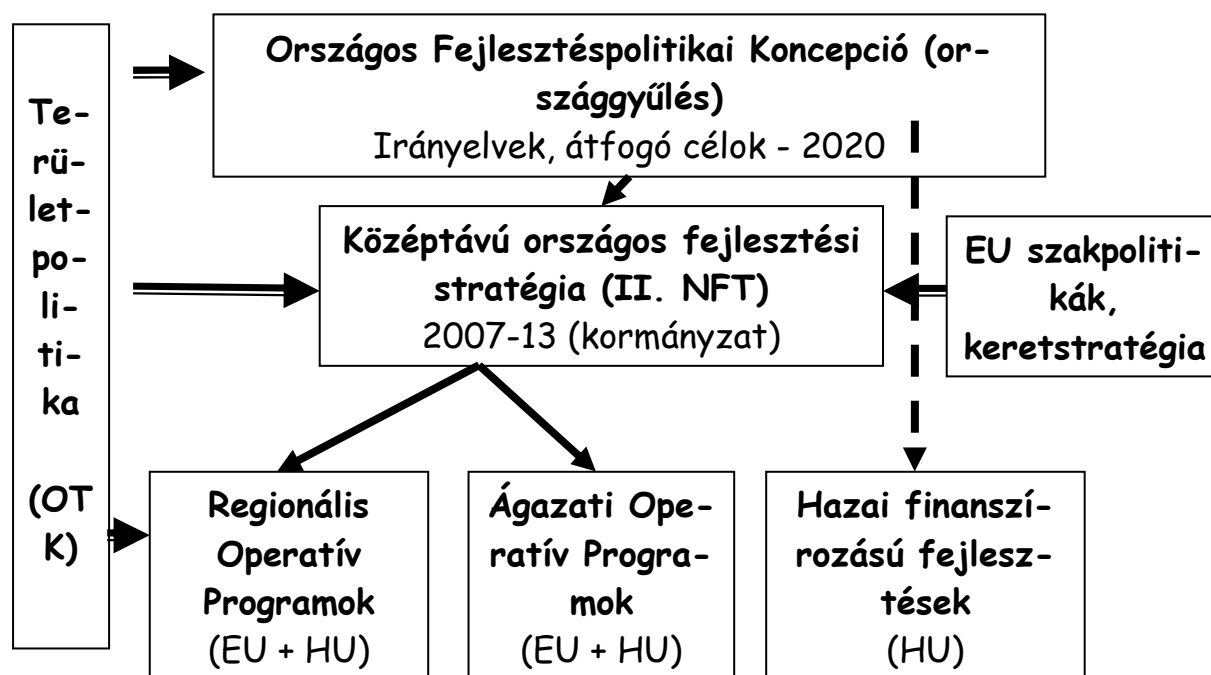 Te-
rü-
let-
po-
li-
ti-
ka
(OT
K)
Országos Fejlesztéspolitikai Koncepció (or-
szággyűlés)
Irányelvek, átfogó célok - 2020
Középtávú országos fejlesztési
stratégia (II. NFT)
2007-13 (kormányzat)
EU szakpoliti-
kák,
keretstratégia
Regionális
Operatív
Programok
(EU + HU)
Ágazati Ope-
ratív Progra-
mok
(EU + HU)
Hazai finanszí-
rozású fejlesz-
tések
(HU)